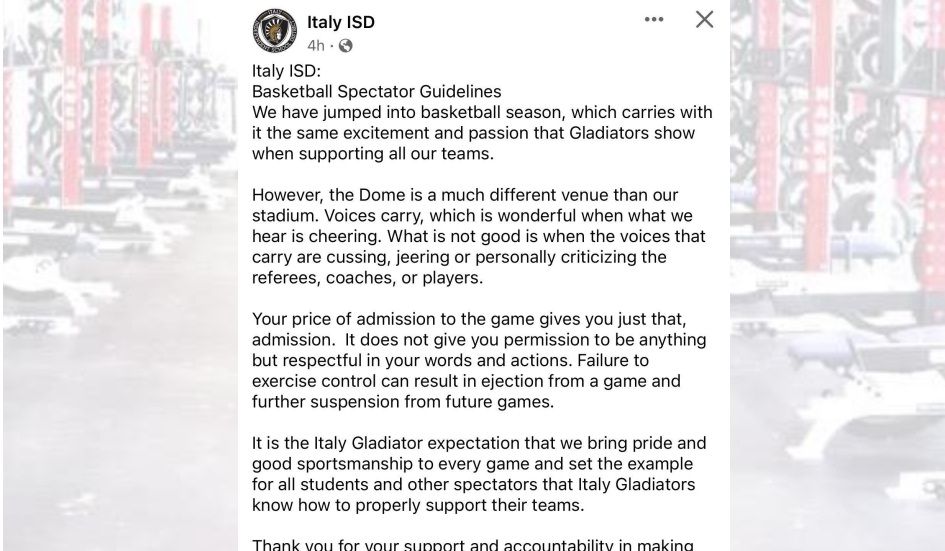 Italy ISD
4h
Italy ISD:
Basketball Spectator Guidelines
We have jumped into basketball season, which carries with
it the same excitement and passion that Gladiators show
when supporting all our teams.
However, the Dome is a much different venue than our
stadium. Voices carry, which is wonderful when what we
hear is cheering. What is not good is when the voices that
carry are cussing, jeering or personally criticizing the
referees, coaches, or players.
Your price of admission to the game gives you just that,
admission.  It does not give you permission to be anything
but respectful in your words and actions. Failure to
exercise control can result in ejection from a game and
further suspension from future games.
It is the Italy Gladiator expectation that we bring pride and
good sportsmanship to every game and set the example
for all students and other spectators that Italy Gladiators
know how to properly support their teams.
Thank you for your support and accountability in making